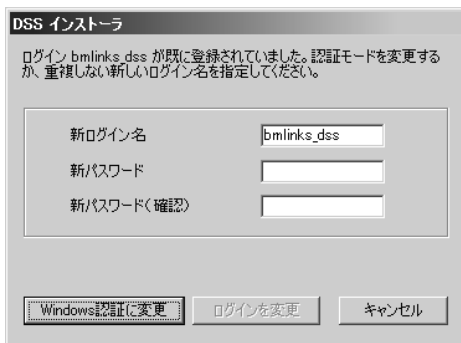 DSS インストーラ
ログイン bmlinks_dss が既に登録されていました。認証モードを変更する
か、重複しない新しいログイン名を指定してください。
新ログイン名
bmlinks_dss
新パスワード
新パスワード(確認)
Windows認証に変更
ログインを変更
キャンセル